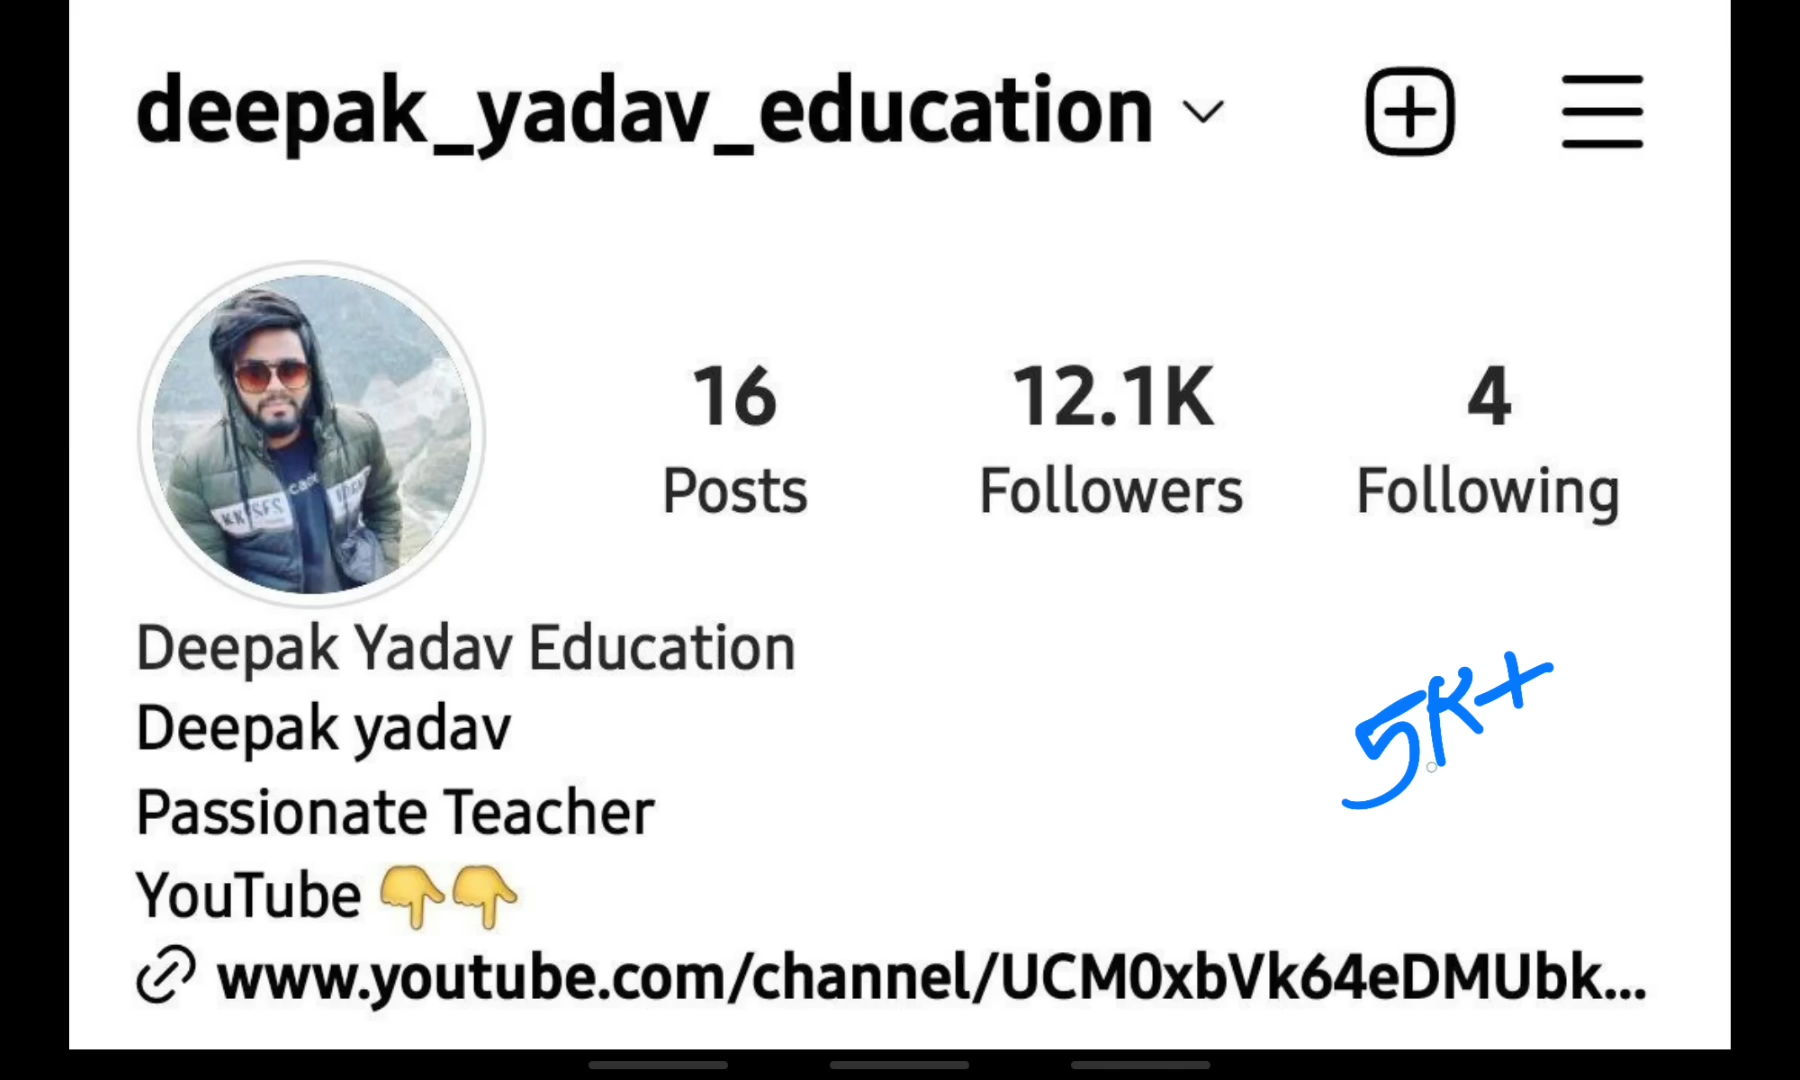 deepak_yadav_education
16 12.1K 4
Posts Followers Following
Deepak Yadav Education
Deepak yadav
5K+
Passionate Teacher
YouTube 👇👇
www.youtube.com/channel/UCM0xbVk64eDMUbk...